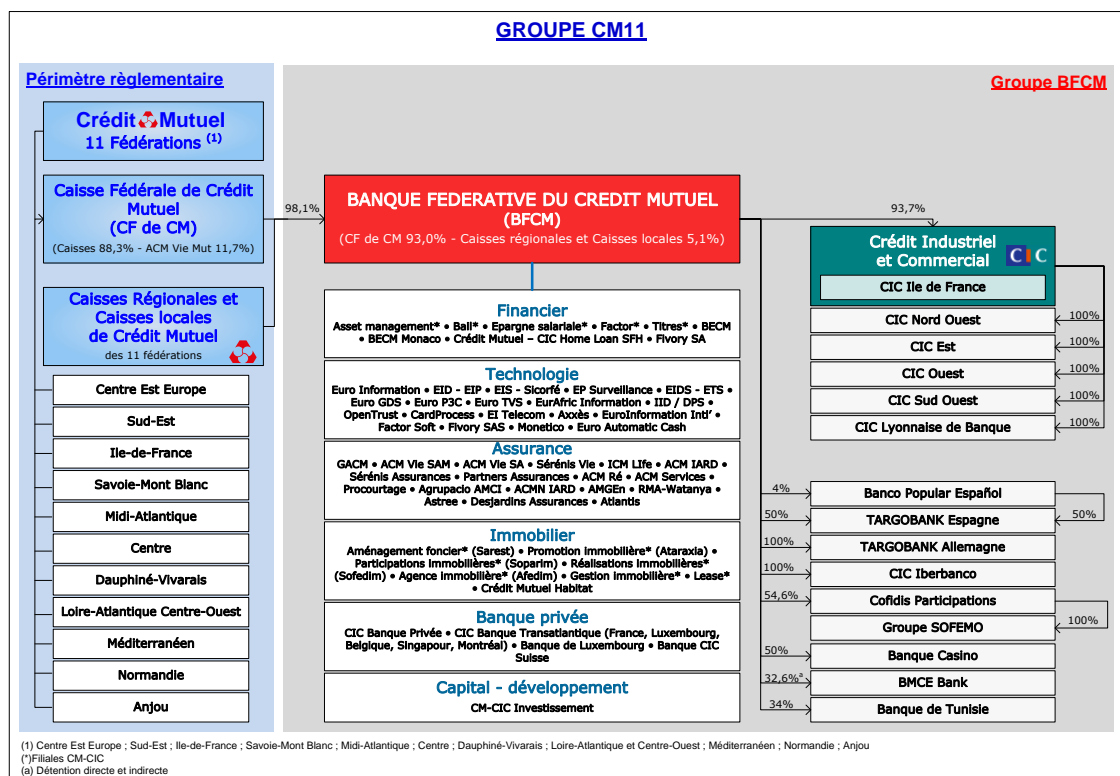 GROUPE CM11
Périmètre règlementaire
Groupe BFCM
Crédit Mutuel
11 Fédérations (1)
Caisse Fédérale de Crédit
Mutuel
(CF de CM)
(Caisses 88,3% - ACM Vie Mut 11,7%)
Caisses Régionales et
Caisses locales
de Crédit Mutuel
des 11 fédérations
Centre Est Europe
Sud-Est
Ile-de-France
Savoie-Mont Blanc
Midi-Atlantique
Centre
Dauphiné-Vivarais
Loire-Atlantique Centre-Ouest
Méditerranéen
Normandie
Anjou
98,1%
BANQUE FEDERATIVE DU CREDIT MUTUEL
(BFCM)
(CF de CM 93,0% - Caisses régionales et Caisses locales 5,1%)
Financier
Asset management* • Bail* • Epargne salariale* • Factor* • Titres* • BECM
• BECM Monaco • Crédit Mutuel – CIC Home Loan SFH • Fivory SA
Technologie
Euro Information • EID - EIP • EIS - Sicorfé • EP Surveillance • EIDS - ETS •
Euro GDS • Euro P3C • Euro TVS • EurAfric Information • IID / DPS •
OpenTrust • CardProcess • EI Telecom • Axxès • EuroInformation Intl’ •
Factor Soft • Fivory SAS • Monetico • Euro Automatic Cash
Assurance
GACM • ACM Vie SAM • ACM Vie SA • Sérénis Vie • ICM LIfe • ACM IARD •
Sérénis Assurances • Partners Assurances • ACM Ré • ACM Services •
Procourtage • Agrupacio AMCI • ACMN IARD • AMGEn • RMA-Watanya •
Astree • Desjardins Assurances • Atlantis
Immobilier
Aménagement foncier* (Sarest) • Promotion immobilière* (Ataraxia) •
Participations immobilières* (Soparim) • Réalisations immobilières*
(Sofedim) • Agence immobilière* (Afedim) • Gestion immobilière* • Lease*
• Crédit Mutuel Habitat
Banque privée
CIC Banque Privée • CIC Banque Transatlantique (France, Luxembourg,
Belgique, Singapour, Montréal) • Banque de Luxembourg • Banque CIC
Suisse
Capital - développement
CM-CIC Investissement
93,7%
Crédit Industriel
et Commercial
CIC
CIC Ile de France
CIC Nord Ouest
100%
CIC Est
100%
CIC Ouest
100%
CIC Sud Ouest
100%
CIC Lyonnaise de Banque
100%
4%
Banco Popular Español
50%
TARGOBANK Espagne
50%
100%
TARGOBANK Allemagne
100%
CIC Iberbanco
54,6%
Cofidis Participations
Groupe SOFEMO
100%
50%
Banque Casino
32,6%a
BMCE Bank
34%
Banque de Tunisie
(1) Centre Est Europe ; Sud-Est ; Ile-de-France ; Savoie-Mont Blanc ; Midi-Atlantique ; Centre ; Dauphiné-Vivarais ; Loire-Atlantique et Centre-Ouest ; Méditerranéen ; Normandie ; Anjou
(*)Filiales CM-CIC
(a) Détention directe et indirecte